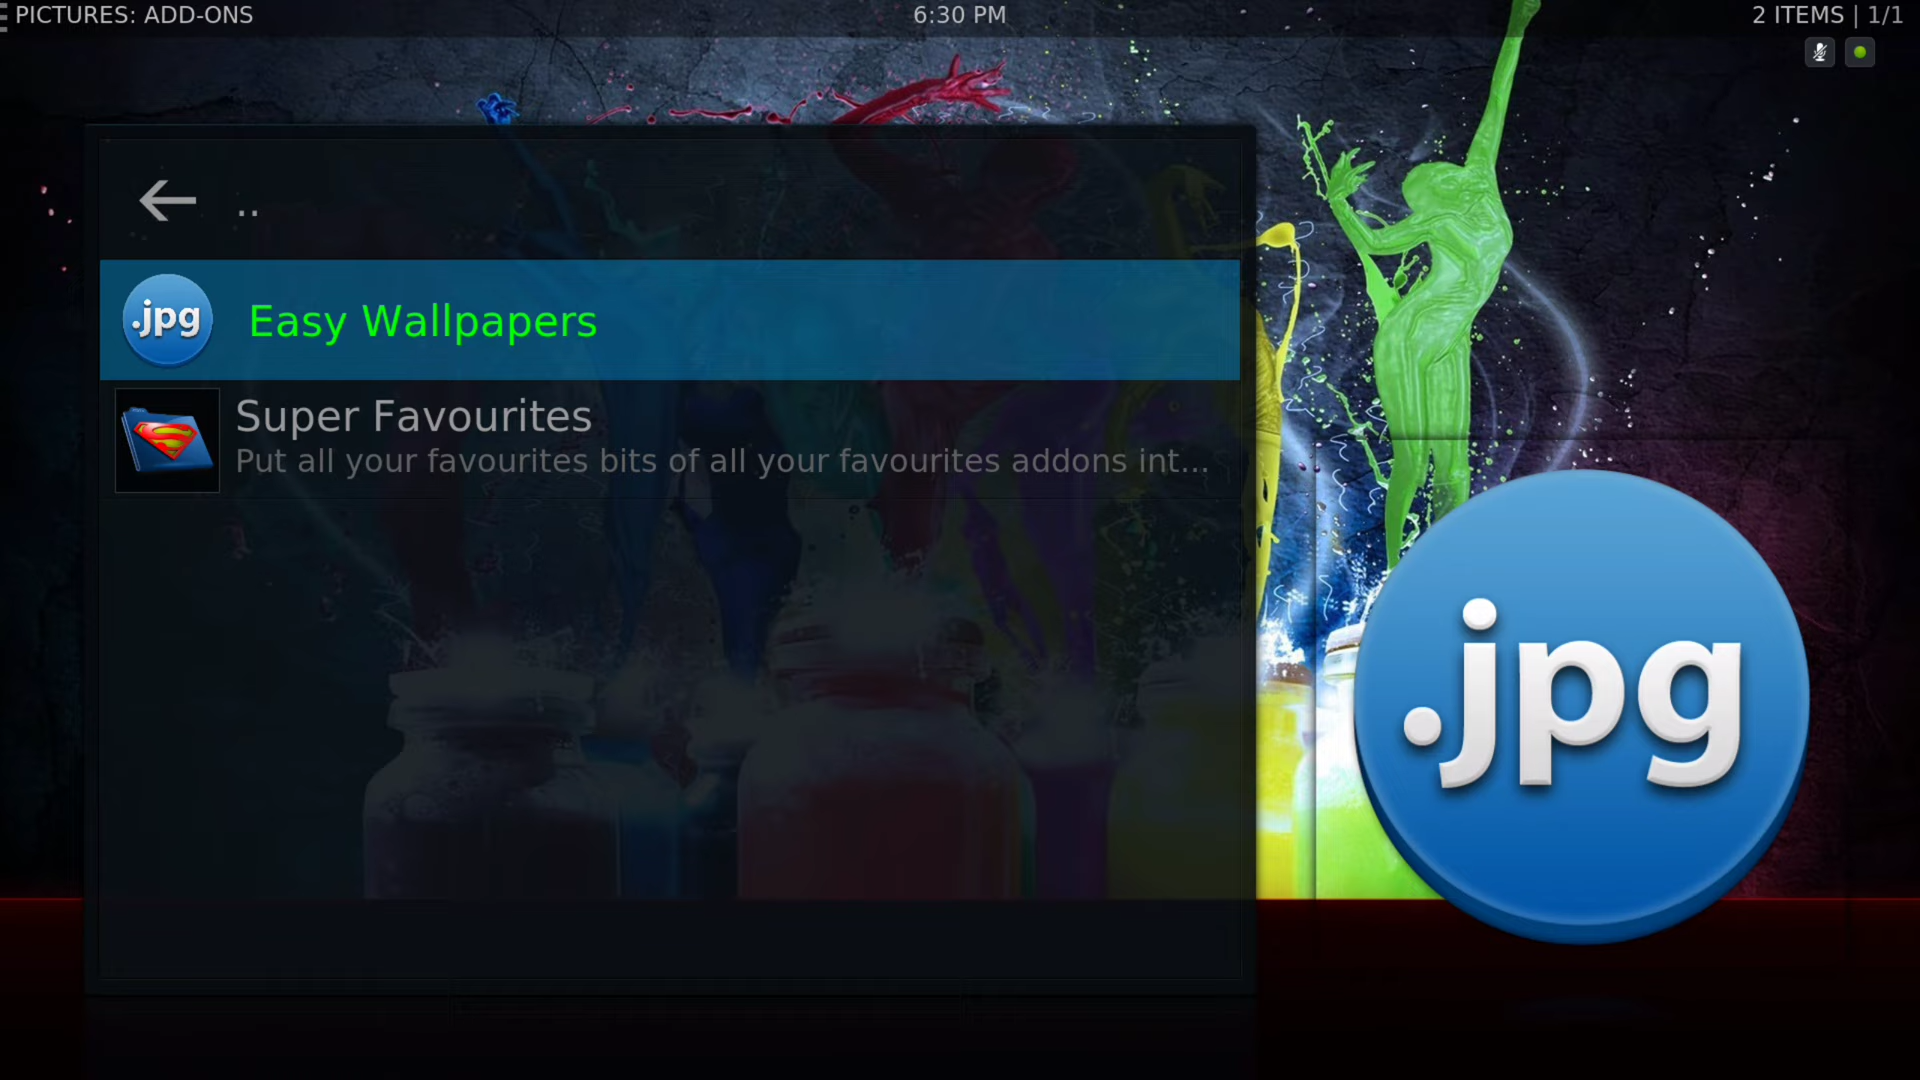 PICTURES: ADD-ONS
6:30 PM
2 ITEMS | 1/1
..
.jpg
Easy Wallpapers
Super Favourites
Put all your favourites bits of all your favourites addons int...
.jpg